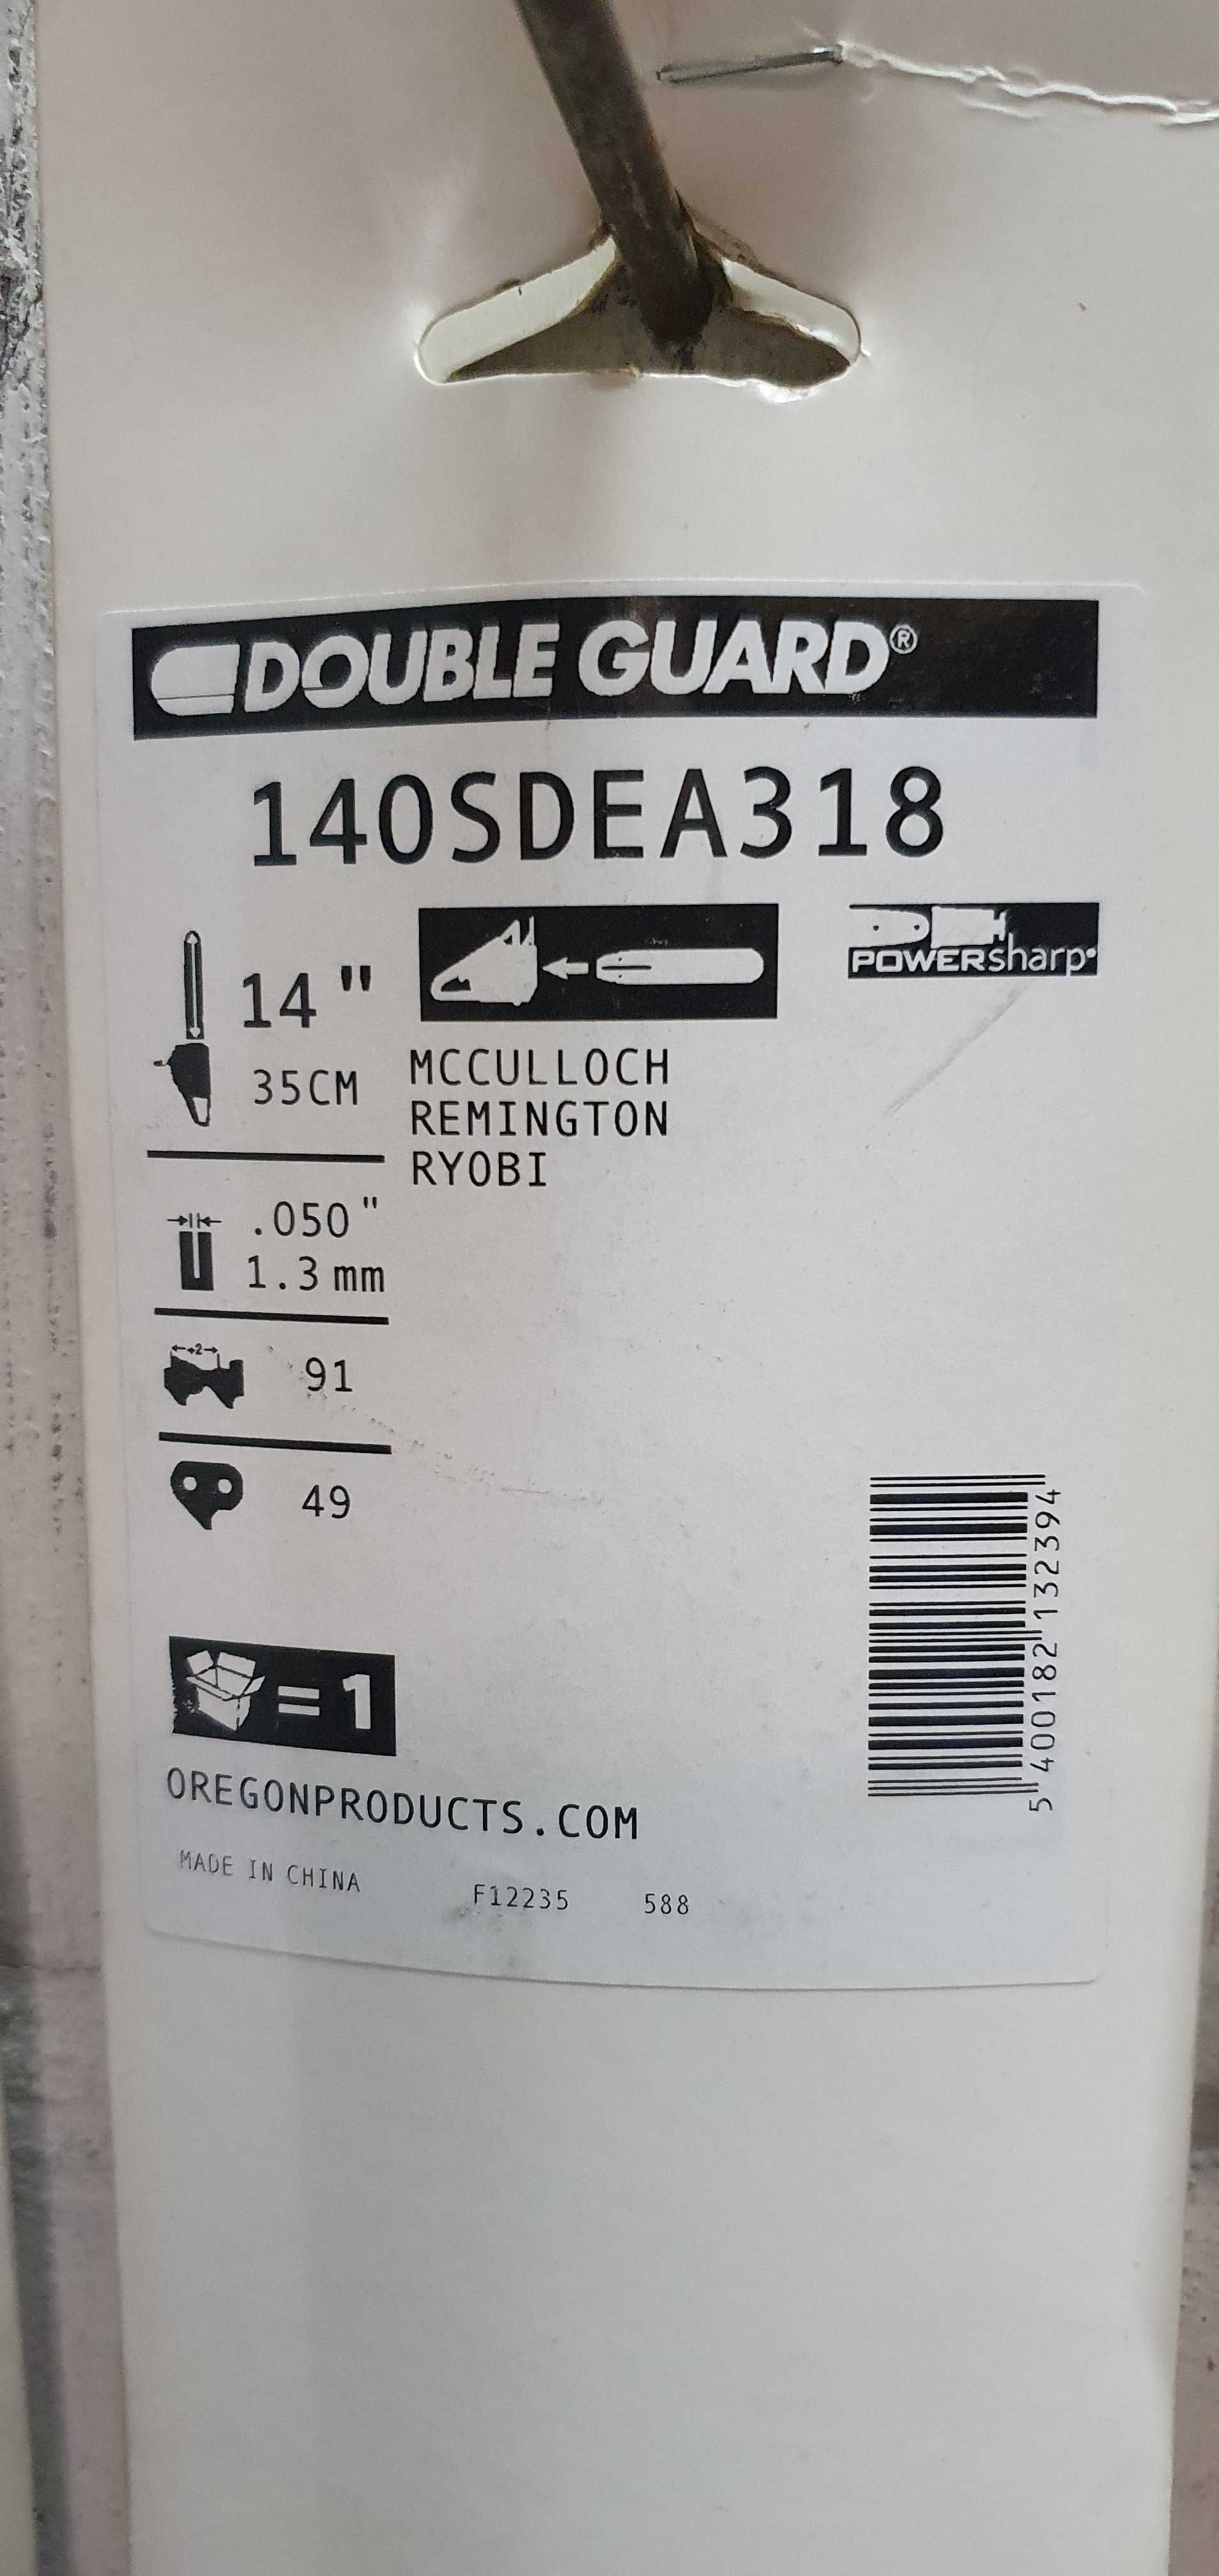 DOUBLE GUARD®
140SDEA318
14"
35CM
POWERsharp
MCCULLOCH
REMINGTON
RYOBI
.050"
1.3 mm
÷2
91
49
= 1
5 400182 132394
OREGONPRODUCTS.COM
MADE IN CHINA F12235 588